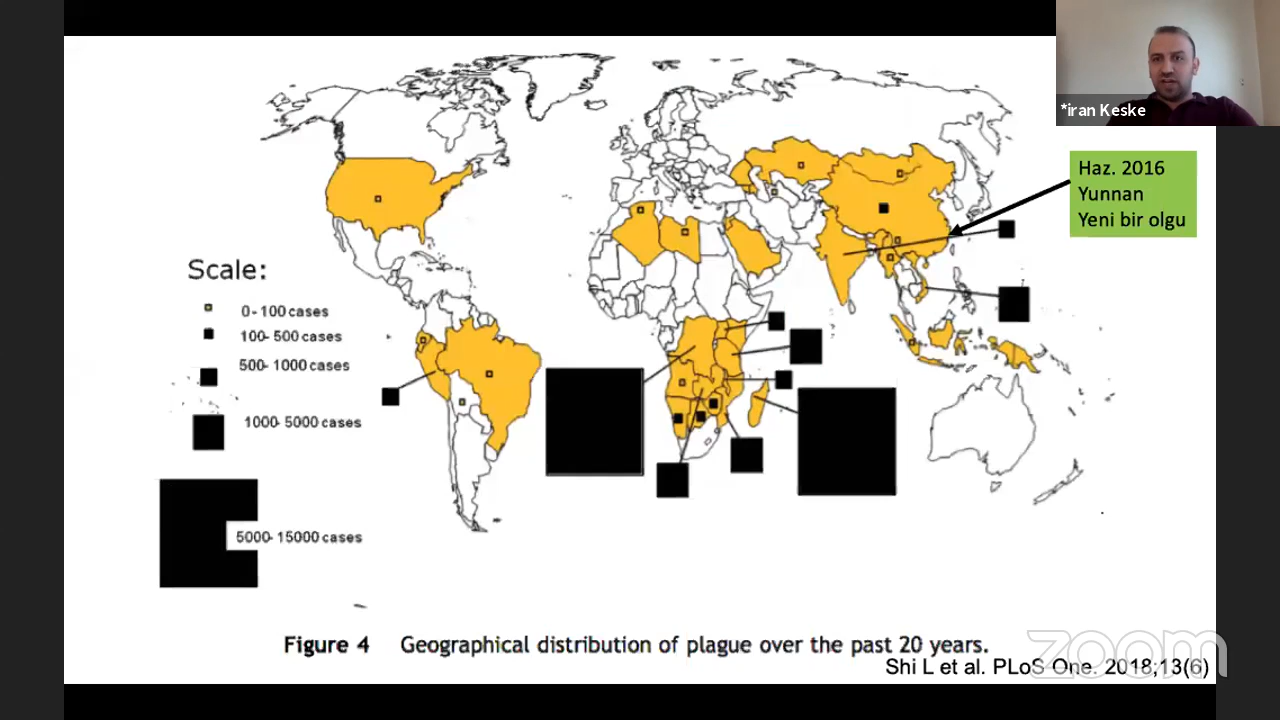 *iran Keske
Haz. 2016
Yunnan
Yeni bir olgu
Scale:
0-100 cases
100-500 cases
500-1000 cases
1000-5000 cases
5000-15000 cases
Figure 4 Geographical distribution of plague over the past 20 years.
Shi L et al. PLoS One. 2018;13(6)
zoom